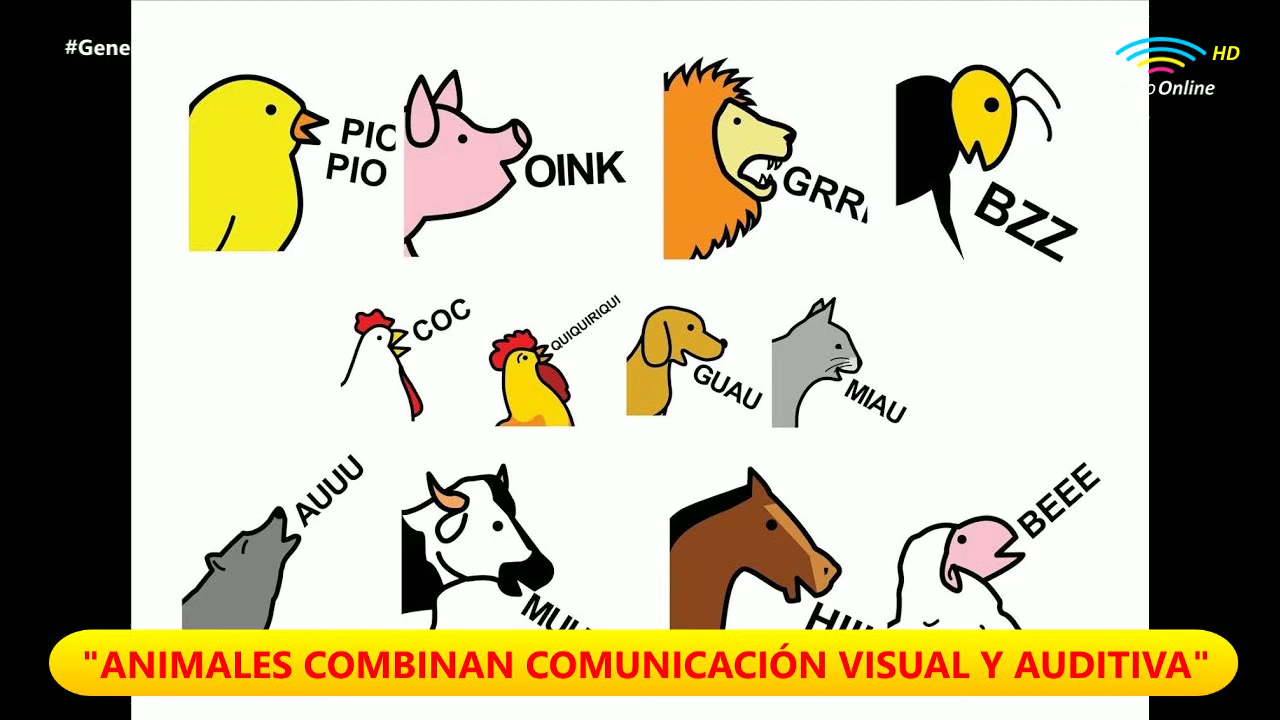 #Gene
HD
Online
PIO
PIO
OINK
GRR
BZZ
COC
QUIQUIRIQUI
GUAU
MIAU
AUUU
BEEE
"ANIMALES COMBINAN COMUNICACIÓN VISUAL Y AUDITIVA"